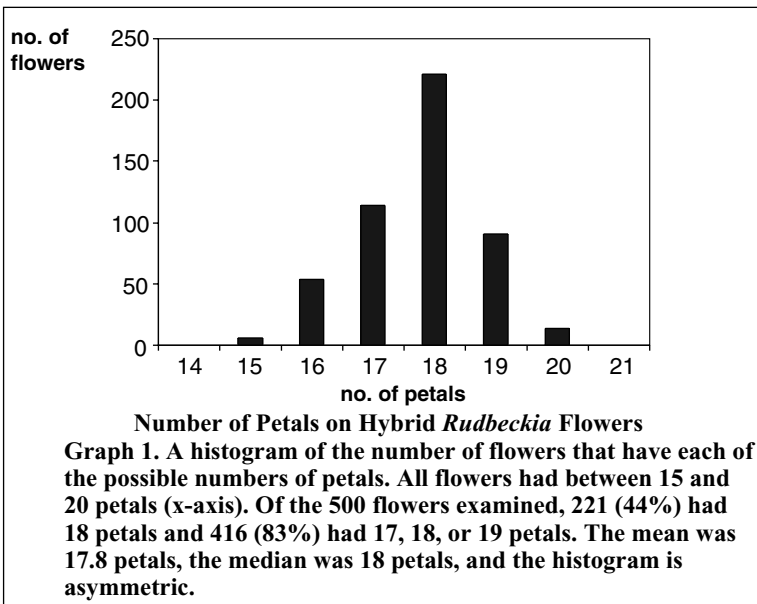 no. of
flowers
250
200
150
100
50
0
14 15 16 17 18 19 20 21
no. of petals
Number of Petals on Hybrid Rudbeckia Flowers
Graph 1. A histogram of the number of flowers that have each of
the possible numbers of petals. All flowers had between 15 and
20 petals (x-axis). Of the 500 flowers examined, 221 (44%) had
18 petals and 416 (83%) had 17, 18, or 19 petals. The mean was
17.8 petals, the median was 18 petals, and the histogram is
asymmetric.